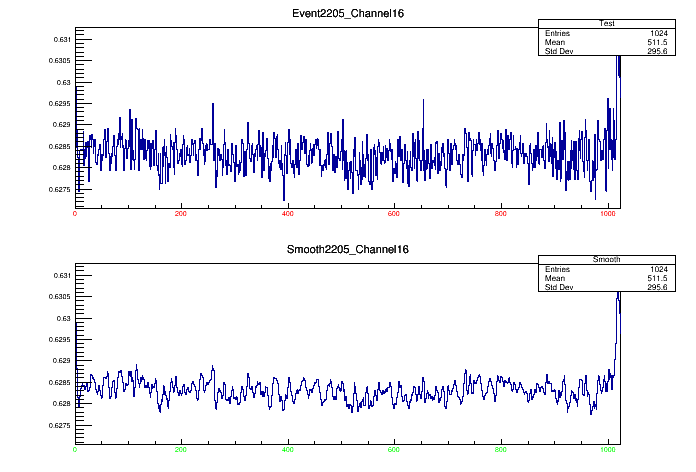 Event2205_Channel16
Test
Entries 1024
Mean 511.5
Std Dev 295.6
0.631
0.6305
0.63
0.6295
0.629
0.6285
0.628
0.6275
0 200 400 600 800 1000
Smooth2205_Channel16
Smooth
Entries 1024
Mean 511.5
Std Dev 295.6
0.631
0.6305
0.63
0.6295
0.629
0.6285
0.628
0.6275
0 200 400 600 800 1000